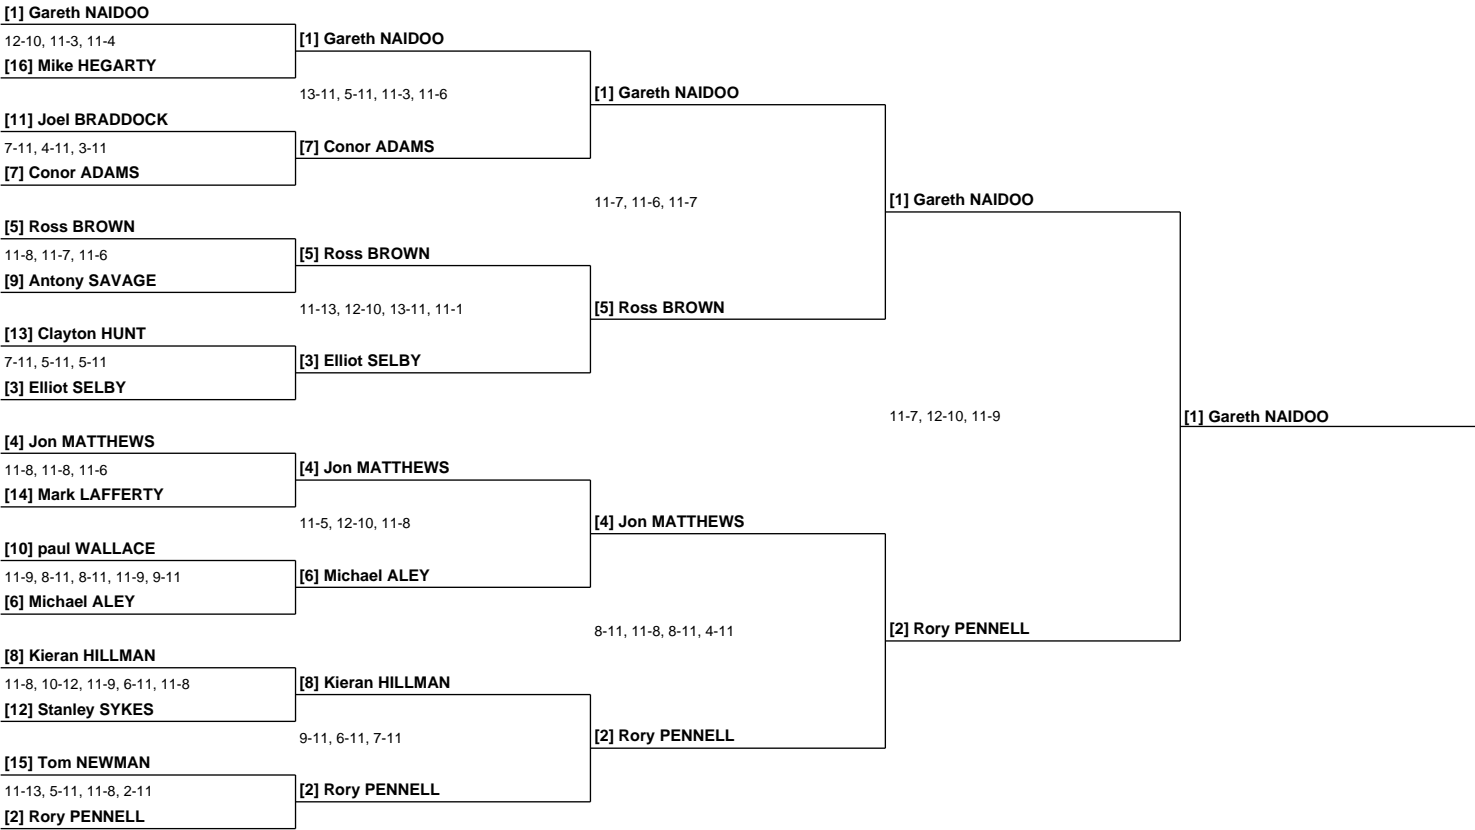 [1] Gareth NAIDOO
12-10, 11-3, 11-4
[16] Mike HEGARTY
[11] Joel BRADDOCK
7-11, 4-11, 3-11
[7] Conor ADAMS
[5] Ross BROWN
11-8, 11-7, 11-6
[9] Antony SAVAGE
[13] Clayton HUNT
7-11, 5-11, 5-11
[3] Elliot SELBY
[4] Jon MATTHEWS
11-8, 11-8, 11-6
[14] Mark LAFFERTY
[10] paul WALLACE
11-9, 8-11, 8-11, 11-9, 9-11
[6] Michael ALEY
[8] Kieran HILLMAN
11-8, 10-12, 11-9, 6-11, 11-8
[12] Stanley SYKES
[15] Tom NEWMAN
11-13, 5-11, 11-8, 2-11
[2] Rory PENNELL
[1] Gareth NAIDOO
13-11, 5-11, 11-3, 11-6
[7] Conor ADAMS
[5] Ross BROWN
11-13, 12-10, 13-11, 11-1
[3] Elliot SELBY
[4] Jon MATTHEWS
11-5, 12-10, 11-8
[6] Michael ALEY
[8] Kieran HILLMAN
9-11, 6-11, 7-11
[2] Rory PENNELL
[1] Gareth NAIDOO
11-7, 11-6, 11-7
[5] Ross BROWN
[4] Jon MATTHEWS
8-11, 11-8, 8-11, 4-11
[2] Rory PENNELL
[1] Gareth NAIDOO
11-7, 12-10, 11-9
[2] Rory PENNELL
[1] Gareth NAIDOO